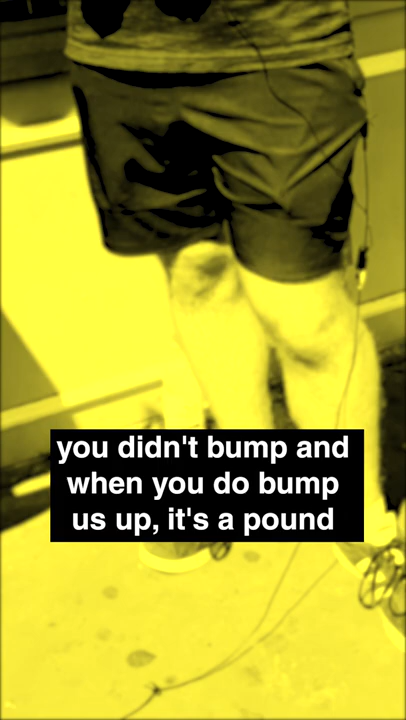 you didn't bump and
when you do bump
us up, it's a pound